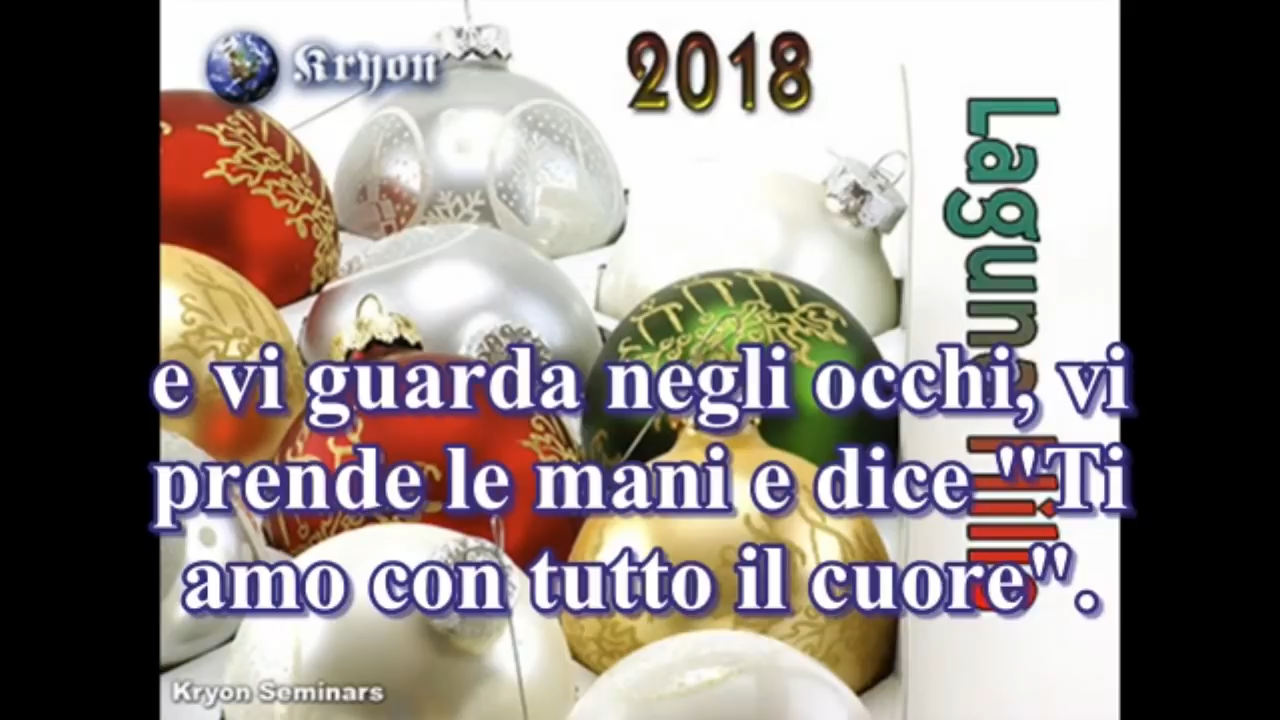 Kryon
2018
Laguna Hills
e vi guarda negli occhi, vi
prende le mani e dice "Ti
amo con tutto il cuore".
Kryon Seminars